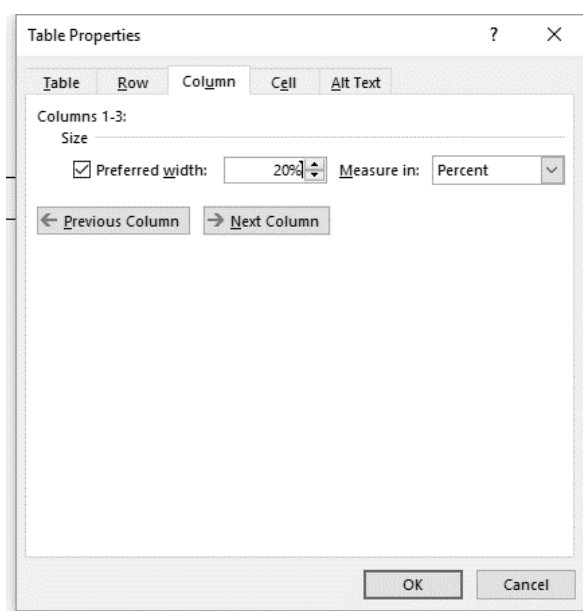 Table Properties ? ×
Table Row Column Cell Alt Text
Columns 1-3:
Size
Preferred width: 20% Measure in: Percent
Previous Column Next Column
OK Cancel